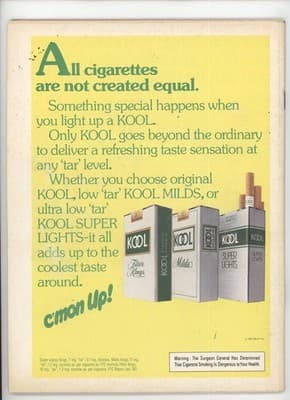 All cigarettes
are not created equal.
Something special happens when
you light up a KOOL.
Only KOOL goes beyond the ordinary
to deliver a refreshing taste sensation at
any 'tar' level.
Whether you choose original
KOOL, low 'tar' KOOL MILDS, or
ultra low 'tar'
KOOL SUPER
LIGHTS-it all
adds up to the
coolest taste
around.
c'mon Up!
KOOL
Filter
Kings
KOOL
Milds
KOOL
SUPER
LIGHTS
KOOL
Warning: The Surgeon General Has Determined
That Cigarette Smoking Is Dangerous to Your Health.